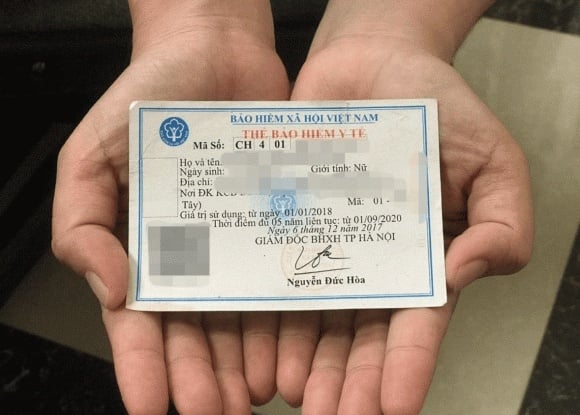 BẢO HIỂM XÃ HỘI VIỆT NAM
THẺ BẢO HIỂM Y TẾ
Mã Số: CH 4 01
Họ và tên:
Ngày sinh: Giới tính: Nữ
Địa chỉ:
Nơi ĐK KCB Mã: 01 -
Tây)
Giá trị sử dụng: từ ngày 01/01/2018
Thời điểm đủ 05 năm liên tục: từ 01/09/2020
Ngày 6 tháng 12 năm 2017
GIÁM ĐỐC BHXH TP HÀ NỘI
Nguyễn Đức Hòa